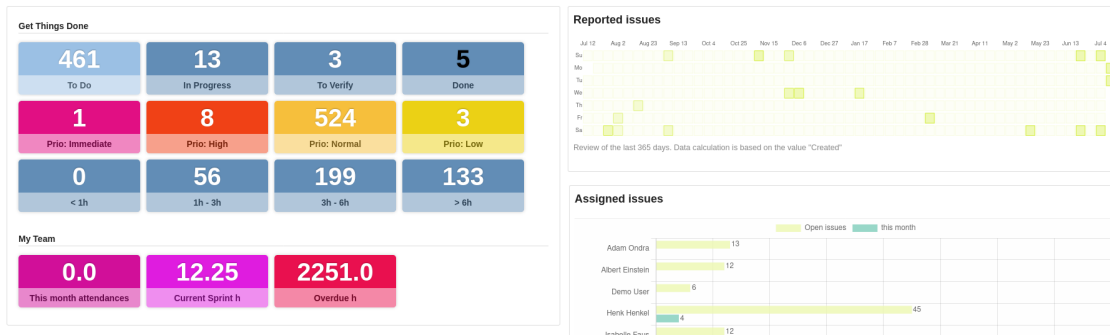 Get Things Done
461 13 3 5
To Do In Progress To Verify Done
1 8 524 3
Prio: Immediate Prio: High Prio: Normal Prio: Low
0 56 199 133
< 1h 1h - 3h 3h - 6h > 6h
My Team
0.0 12.25 2251.0
This month attendances Current Sprint h Overdue h
Reported issues
Jul 12 Aug 2 Aug 23 Sep 13 Oct 4 Oct 25 Nov 15 Dec 6 Dec 27 Jan 17 Feb 7 Feb 28 Mar 21 Apr 11 May 2 May 23 Jun 13 Jul 4
Su
Mo
Tu
We
Th
Fr
Sa
Review of the last 365 days. Data calculation is based on the value "Created"
Assigned issues
Open issues this month
Adam Ondra 13
Albert Einstein 12
Demo User 6
Henk Henkel 45
4
12